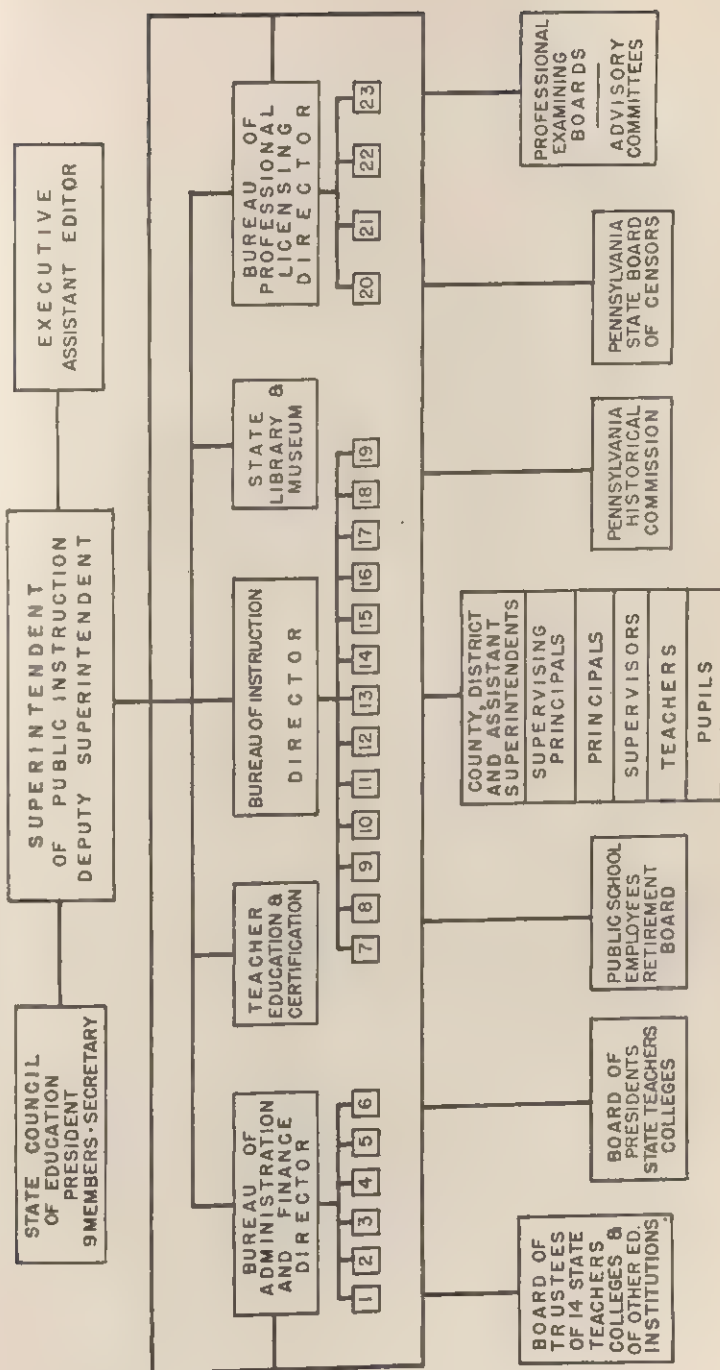 STATE COUNCIL
OF EDUCATION
PRESIDENT
9 MEMBERS·SECRETARY
SUPERINTENDENT
OF PUBLIC INSTRUCTION
DEPUTY SUPERINTENDENT
EXECUTIVE
ASSISTANT EDITOR
BUREAU OF
ADMINISTRATION
AND FINANCE
DIRECTOR
TEACHER
EDUCATION &
CERTIFICATION
BUREAU OF INSTRUCTION
DIRECTOR
STATE
LIBRARY &
MUSEUM
BUREAU OF
PROFESSIONAL
LICENSING
DIRECTOR
1 2 3 4 5 6
7 8 9 10 11 12 13 14 15 16 17 18 19
20 21 22 23
BOARD OF
TRUSTEES
OF 14 STATE
TEACHERS
COLLEGES &
OF OTHER ED.
INSTITUTIONS
BOARD OF
PRESIDENTS
STATE TEACHERS
COLLEGES
PUBLIC SCHOOL
EMPLOYEES
RETIREMENT
BOARD
COUNTY, DISTRICT
AND ASSISTANT
SUPERINTENDENTS
SUPERVISING
PRINCIPALS
PRINCIPALS
SUPERVISORS
TEACHERS
PUPILS
PENNSYLVANIA
HISTORICAL
COMMISSION
PENNSYLVANIA
STATE BOARD
OF CENSORS
PROFESSIONAL
EXAMINING
BOARDS
ADVISORY
COMMITTEES